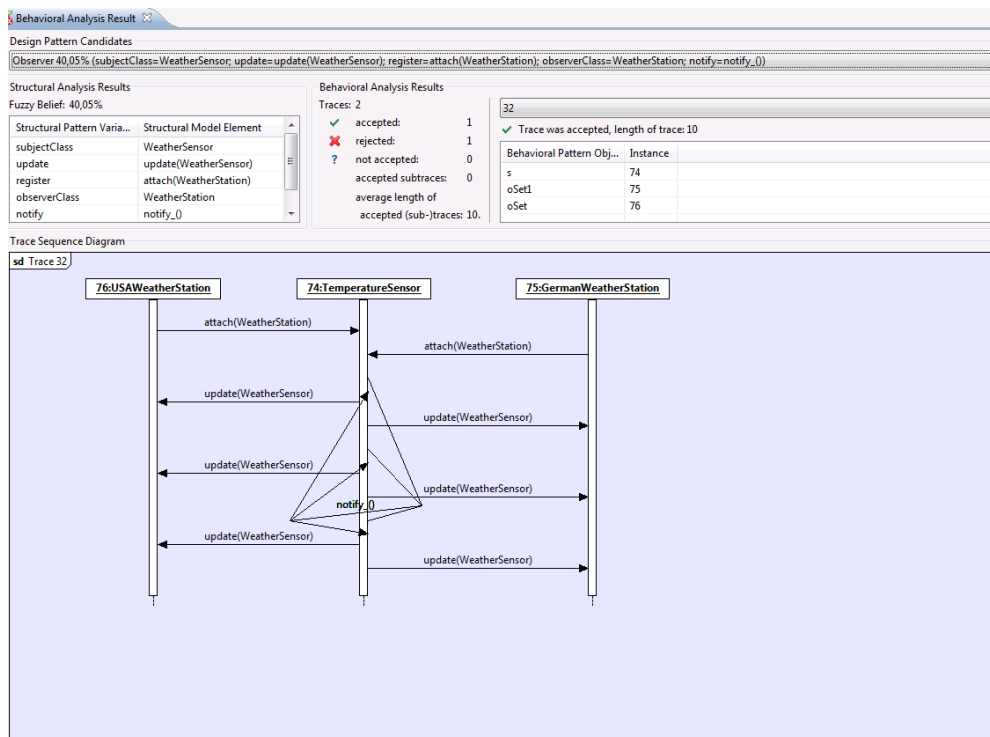 Behavioral Analysis Result
Design Pattern Candidates
Observer 40,05% (subjectClass=WeatherSensor; update=update(WeatherSensor); register=attach(WeatherStation); observerClass=WeatherStation; notify=notify_())
Structural Analysis Results
Fuzzy Belief: 40,05%
Structural Pattern Varia... Structural Model Element
subjectClass WeatherSensor
update update(WeatherSensor)
register attach(WeatherStation)
observerClass WeatherStation
notify notify_()
Behavioral Analysis Results
Traces: 2
accepted: 1
rejected: 1
? not accepted: 0
accepted subtraces: 0
average length of
accepted (sub-)traces: 10.
32
Trace was accepted, length of trace: 10
Behavioral Pattern Obj... Instance
s 74
oSet1 75
oSet 76
Trace Sequence Diagram
sd Trace 32
76:USAWeatherStation 74:TemperatureSensor 75:GermanWeatherStation
attach(WeatherStation)
attach(WeatherStation)
update(WeatherSensor)
update(WeatherSensor)
update(WeatherSensor)
update(WeatherSensor)
notify_()
update(WeatherSensor)
update(WeatherSensor)